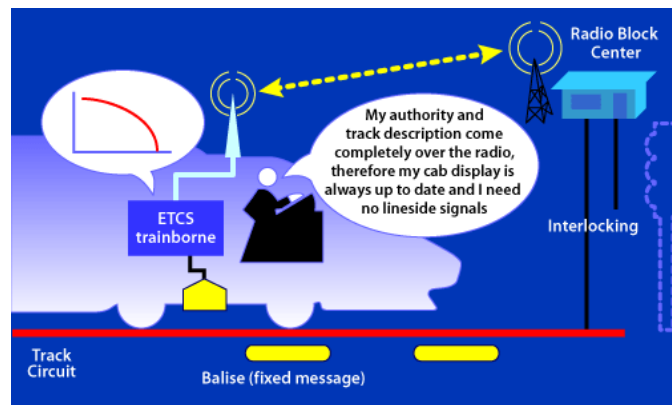 Radio Block
Center
My authority and
track description come
completely over the radio,
therefore my cab display is
always up to date and I need
no lineside signals
ETCS
trainborne
Interlocking
Track
Circuit
Balise (fixed message)